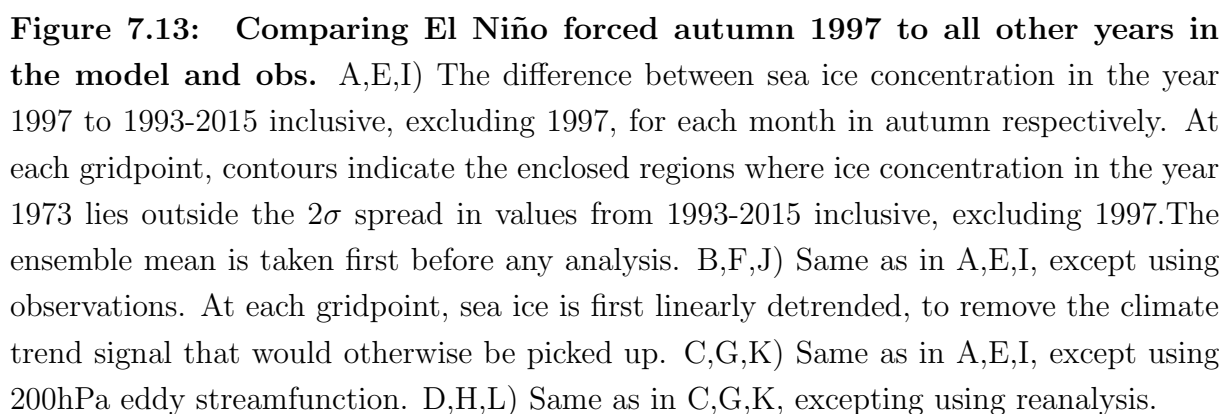 Figure 7.13: Comparing El Niño forced autumn 1997 to all other years in
the model and obs. A,E,I) The difference between sea ice concentration in the year
1997 to 1993-2015 inclusive, excluding 1997, for each month in autumn respectively. At
each gridpoint, contours indicate the enclosed regions where ice concentration in the year
1973 lies outside the 2σ spread in values from 1993-2015 inclusive, excluding 1997.The
ensemble mean is taken first before any analysis. B,F,J) Same as in A,E,I, except using
observations. At each gridpoint, sea ice is first linearly detrended, to remove the climate
trend signal that would otherwise be picked up. C,G,K) Same as in A,E,I, except using
200hPa eddy streamfunction. D,H,L) Same as in C,G,K, excepting using reanalysis.